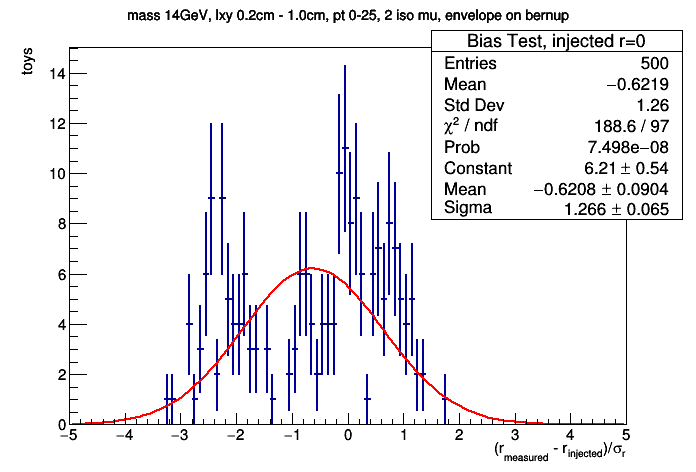 mass 14GeV, lxy 0.2cm - 1.0cm, pt 0-25, 2 iso mu, envelope on bernup
Bias Test, injected r=0
Entries 500
Mean −0.6219
Std Dev 1.26
χ² / ndf 188.6 / 97
Prob 7.498e−08
Constant 6.21 ± 0.54
Mean −0.6208 ± 0.0904
Sigma 1.266 ± 0.065
toys
14
12
10
8
6
4
2
0
−5 −4 −3 −2 −1 0 1 2 3 4 5
(r_measured - r_injected)/σ_r